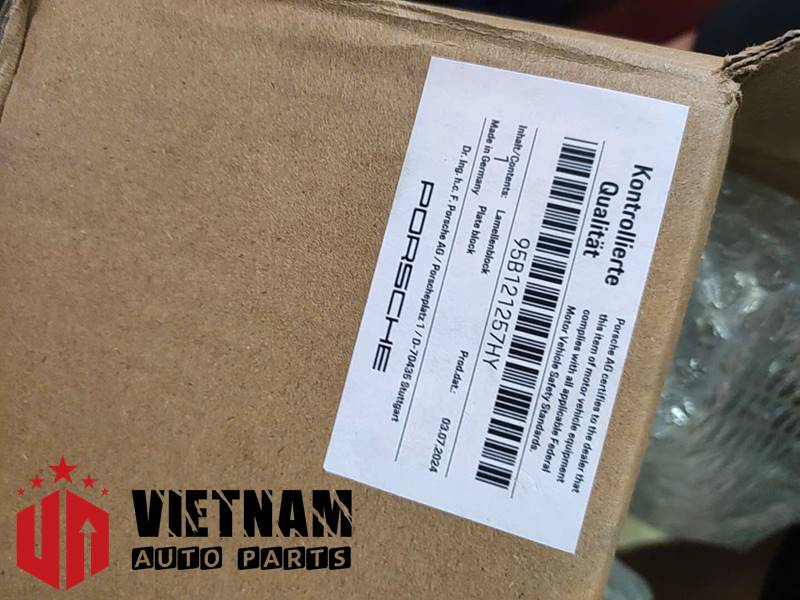 Kontrollierte
Qualität
Porsche AG certifies to the dealer that
this item of motor vehicle equipment
complies with all applicable Federal
Motor Vehicle Safety Standards.
95B121257HY
Inhalt/Contents:
1
Lamellenblock
Made in Germany
Plate block
Prod.dat.:
03.07.2024
Dr. Ing. h.c. F. Porsche AG / Porscheplatz 1 / D-70435 Stuttgart
PORSCHE
VIETNAM
AUTO PARTS